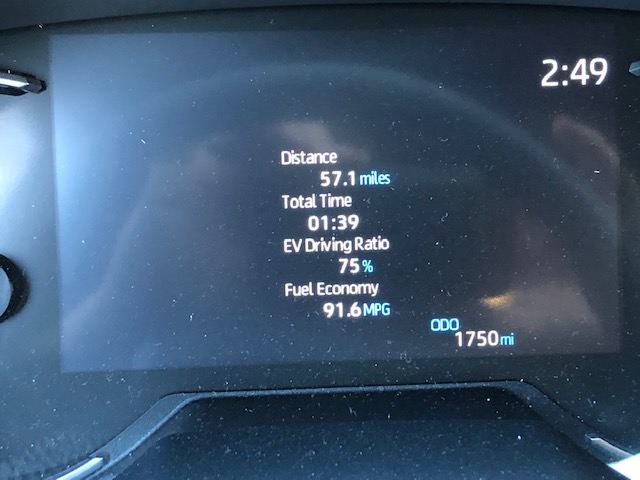 2:49
Distance
57.1 miles
Total Time
01:39
EV Driving Ratio
75 %
Fuel Economy
91.6 MPG
ODO
1750 mi